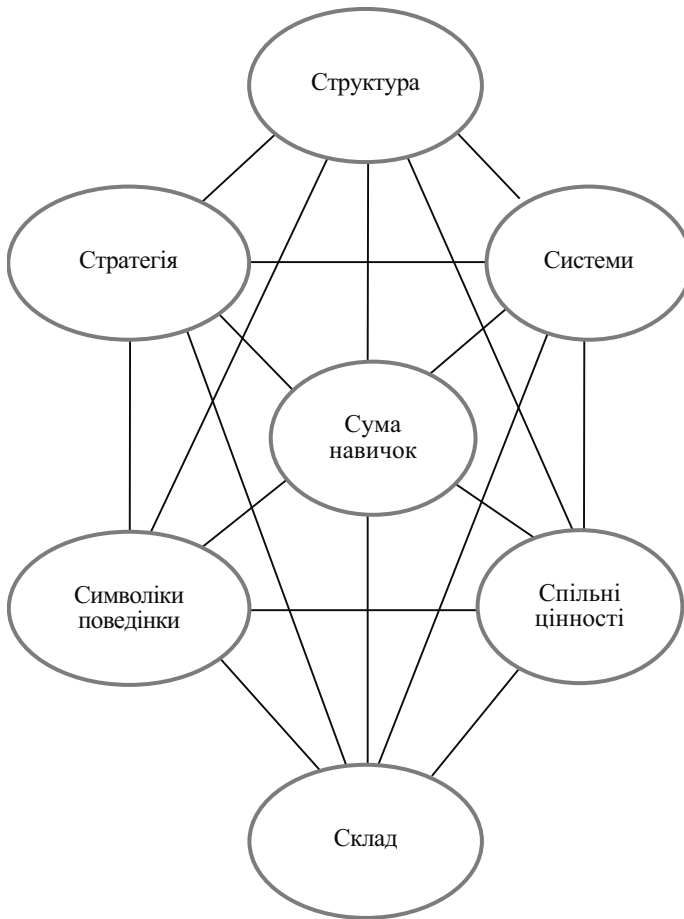 Структура
Стратегія
Системи
Сума
навичок
Символіки
поведінки
Спільні
цінності
Склад